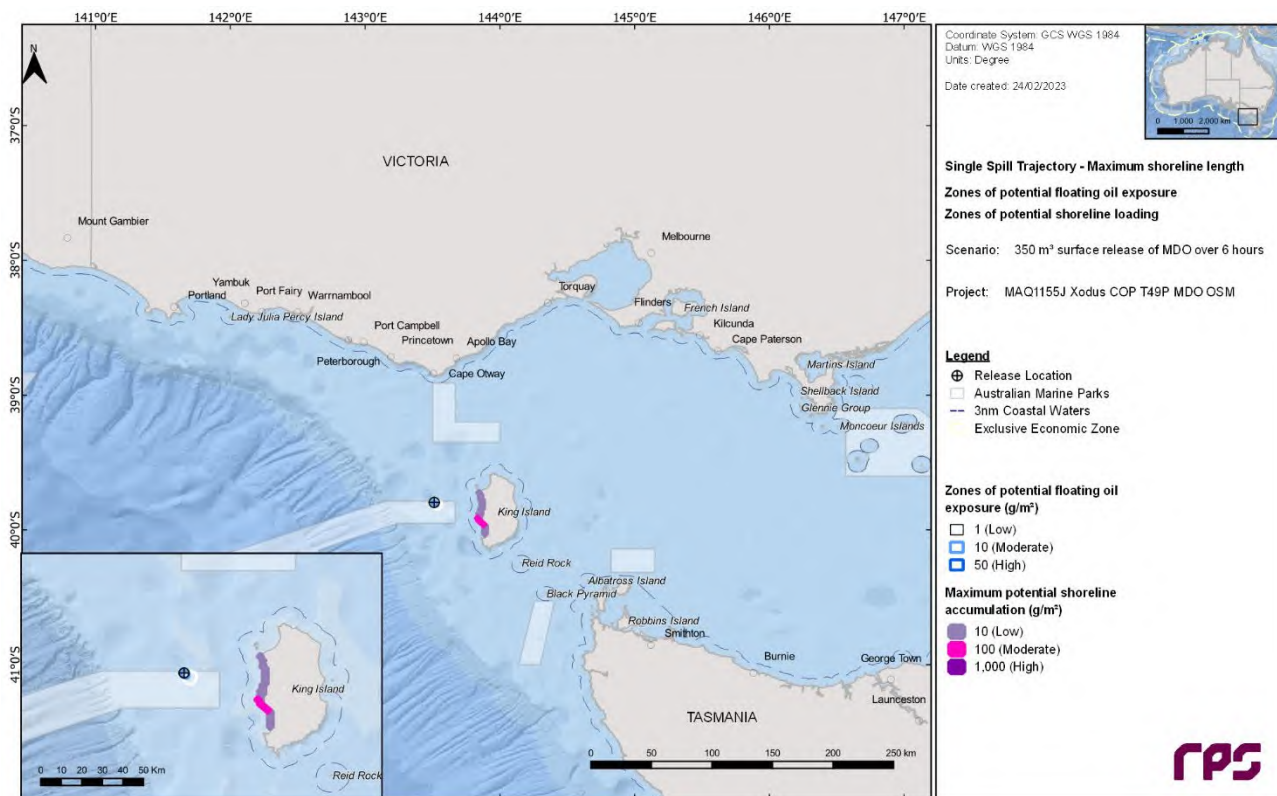 141°0'E 142°0'E 143°0'E 144°0'E 145°0'E 146°0'E 147°0'E
N
37°0'S
38°0'S
39°0'S
40°0'S
41°0'S
VICTORIA
Mount Gambier
Melbourne
Yambuk
Portland
Port Fairy
Warrnambool
Lady Julia Percy Island
Torquay
Flinders
French Island
Kilcunda
Cape Paterson
Port Campbell
Princetown
Peterborough
Apollo Bay
Cape Otway
Martins Island
Shellback Island
Glennie Group
Moncoeur Islands
King Island
Reid Rock
Albatross Island
Black Pyramid
Robbins Island
Smithton
Burnie
George Town
Launceston
TASMANIA
0 50 100 150 200 250 km
King Island
Reid Rock
0 10 20 30 40 50 Km
Coordinate System: GCS WGS 1984
Datum: WGS 1984
Units: Degree
Date created: 24/02/2023
0 1,000 2,000 km
Single Spill Trajectory - Maximum shoreline length
Zones of potential floating oil exposure
Zones of potential shoreline loading
Scenario: 350 m³ surface release of MDO over 6 hours
Project: MAQ1155J Xodus COP T49P MDO OSM
Legend
Release Location
Australian Marine Parks
3nm Coastal Waters
Exclusive Economic Zone
Zones of potential floating oil
exposure (g/m²)
1 (Low)
10 (Moderate)
50 (High)
Maximum potential shoreline
accumulation (g/m²)
10 (Low)
100 (Moderate)
1,000 (High)
rps